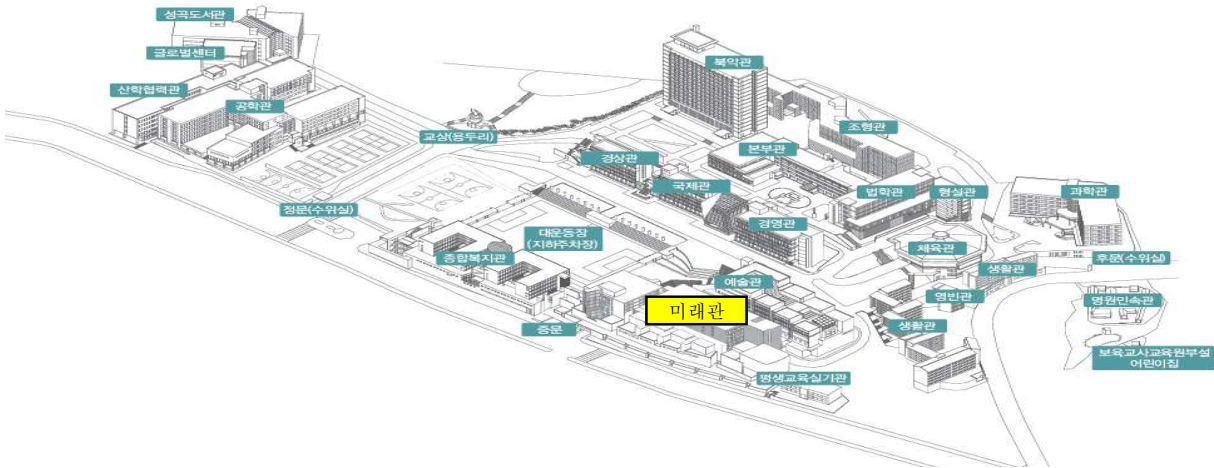 성곡도서관
글로벌센터
산학협력관
공학관
북악관
조형관
교상(용두리)
경상관
본부관
국제관
법학관
형설관
과학관
정문(수위실)
대운동장
(지하주차장)
경영관
종합복지관
체육관
후문(수위실)
생활관
예술관
영빈관
명원민속관
미래관
중문
생활관
보육교사교육원부설
어린이집
평생교육실기관